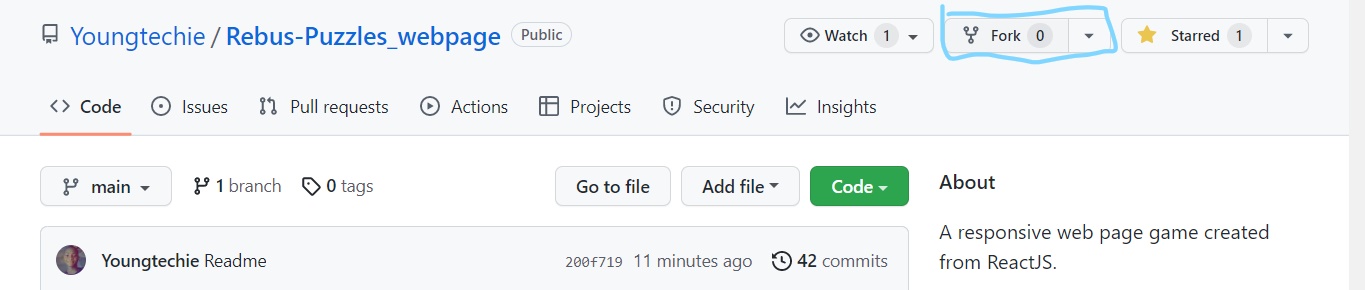 Youngtechie / Rebus-Puzzles_webpage Public Watch 1 Fork 0 Starred 1
Code Issues Pull requests Actions Projects Security Insights
main 1 branch 0 tags Go to file Add file Code
About
A responsive web page game created
from ReactJS.
Youngtechie Readme 200f719 11 minutes ago 42 commits